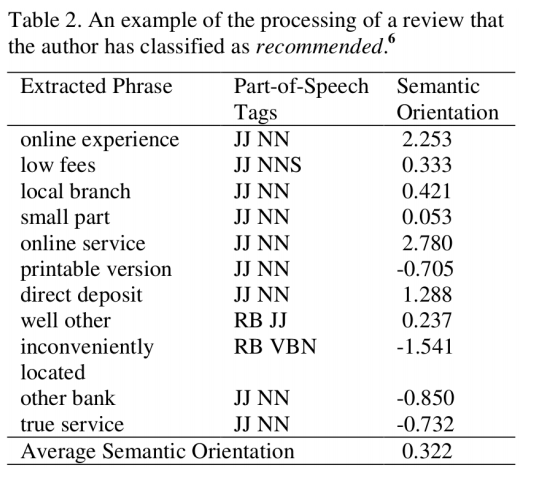 Table 2. An example of the processing of a review that
the author has classified as recommended.6
Extracted Phrase Part-of-Speech Tags Semantic Orientation
online experience JJ NN 2.253
low fees JJ NNS 0.333
local branch JJ NN 0.421
small part JJ NN 0.053
online service JJ NN 2.780
printable version JJ NN -0.705
direct deposit JJ NN 1.288
well other RB JJ 0.237
inconveniently located RB VBN -1.541
other bank JJ NN -0.850
true service JJ NN -0.732
Average Semantic Orientation 0.322